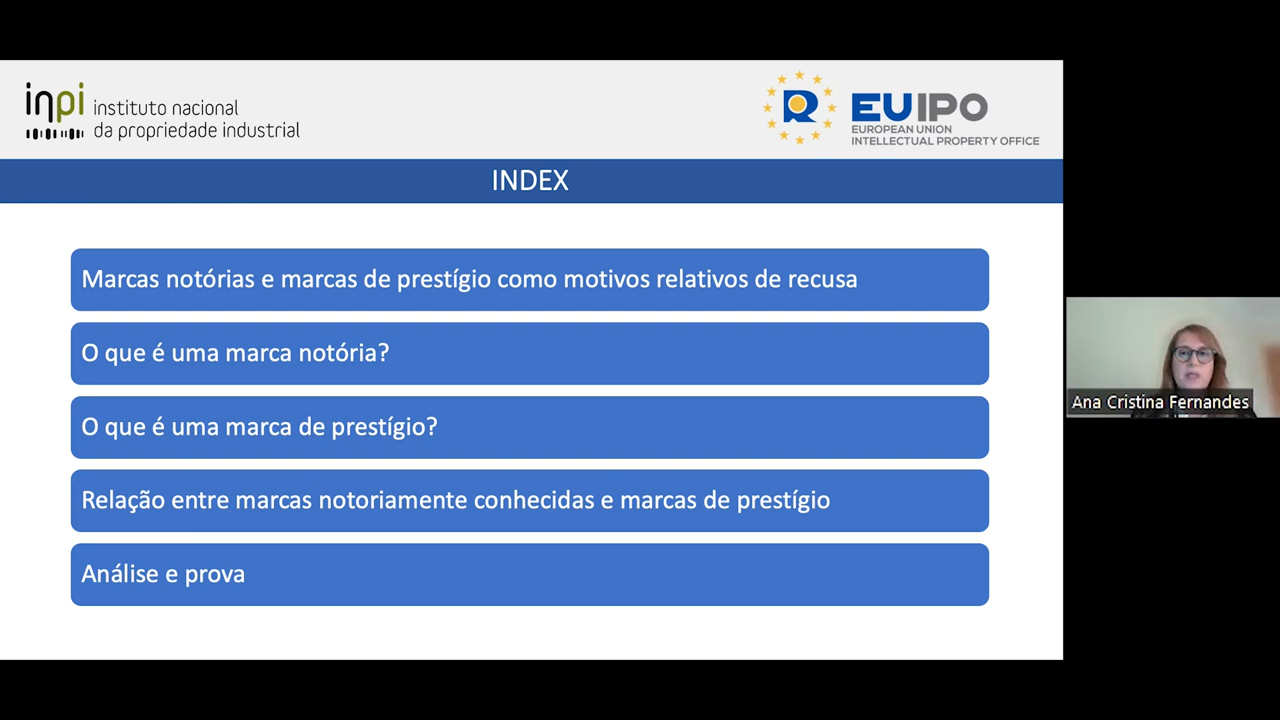 inpi instituto nacional
da propriedade industrial
EUIPO
EUROPEAN UNION
INTELLECTUAL PROPERTY OFFICE
INDEX
Marcas notórias e marcas de prestígio como motivos relativos de recusa
O que é uma marca notória?
O que é uma marca de prestígio?
Relação entre marcas notoriamente conhecidas e marcas de prestígio
Análise e prova
Ana Cristina Fernandes